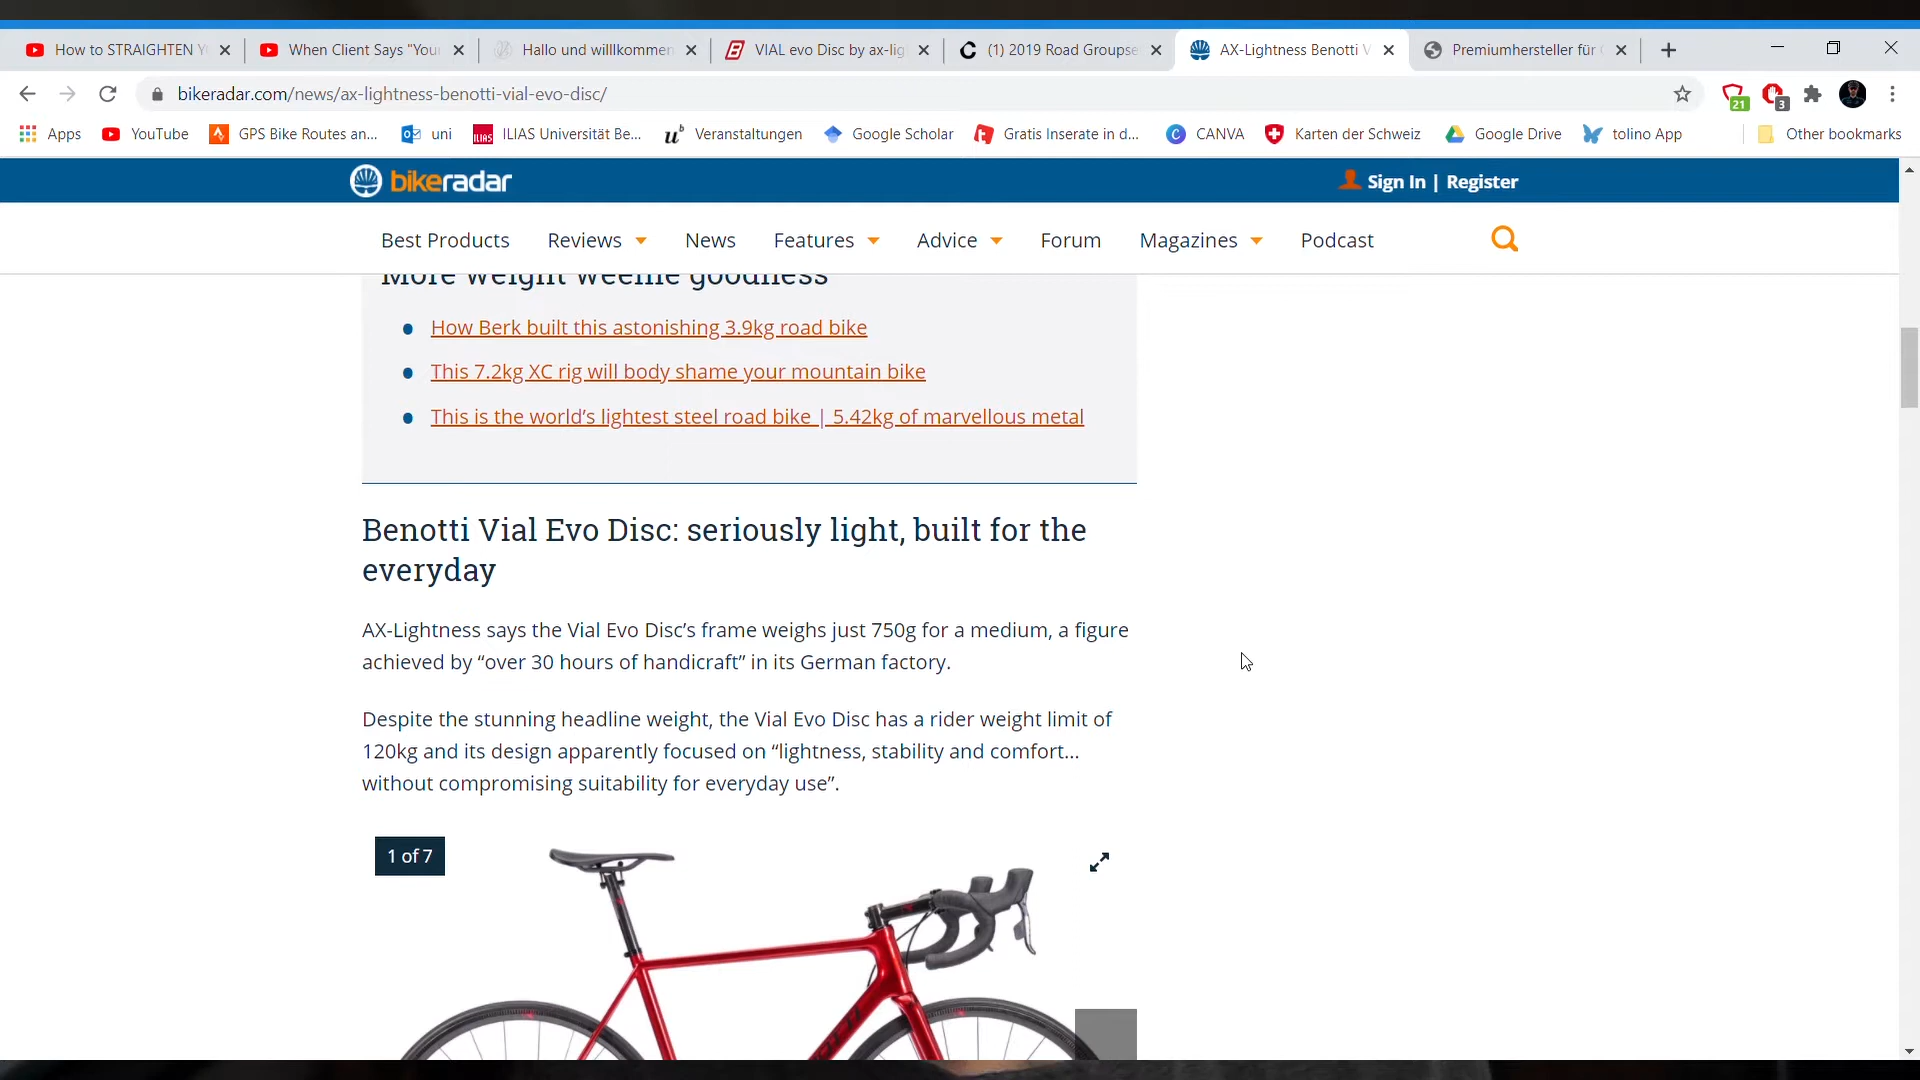 How to STRAIGHTEN Y
When Client Says "Your
Hallo und willlkommen
VIAL evo Disc by ax-lig
(1) 2019 Road Groupse
AX-Lightness Benotti V
Premiumhersteller für
bikeradar.com/news/ax-lightness-benotti-vial-evo-disc/
21
3
Apps
YouTube
GPS Bike Routes an...
uni
ILIAS Universität Be...
Veranstaltungen
Google Scholar
Gratis Inserate in d...
CANVA
Karten der Schweiz
Google Drive
tolino App
Other bookmarks
bikeradar
Sign In | Register
Best Products
Reviews
News
Features
Advice
Forum
Magazines
Podcast
More weight weenie goodness
How Berk built this astonishing 3.9kg road bike
This 7.2kg XC rig will body shame your mountain bike
This is the world’s lightest steel road bike | 5.42kg of marvellous metal
Benotti Vial Evo Disc: seriously light, built for the
everyday
AX-Lightness says the Vial Evo Disc’s frame weighs just 750g for a medium, a figure
achieved by “over 30 hours of handicraft” in its German factory.
Despite the stunning headline weight, the Vial Evo Disc has a rider weight limit of
120kg and its design apparently focused on “lightness, stability and comfort…
without compromising suitability for everyday use”.
1 of 7